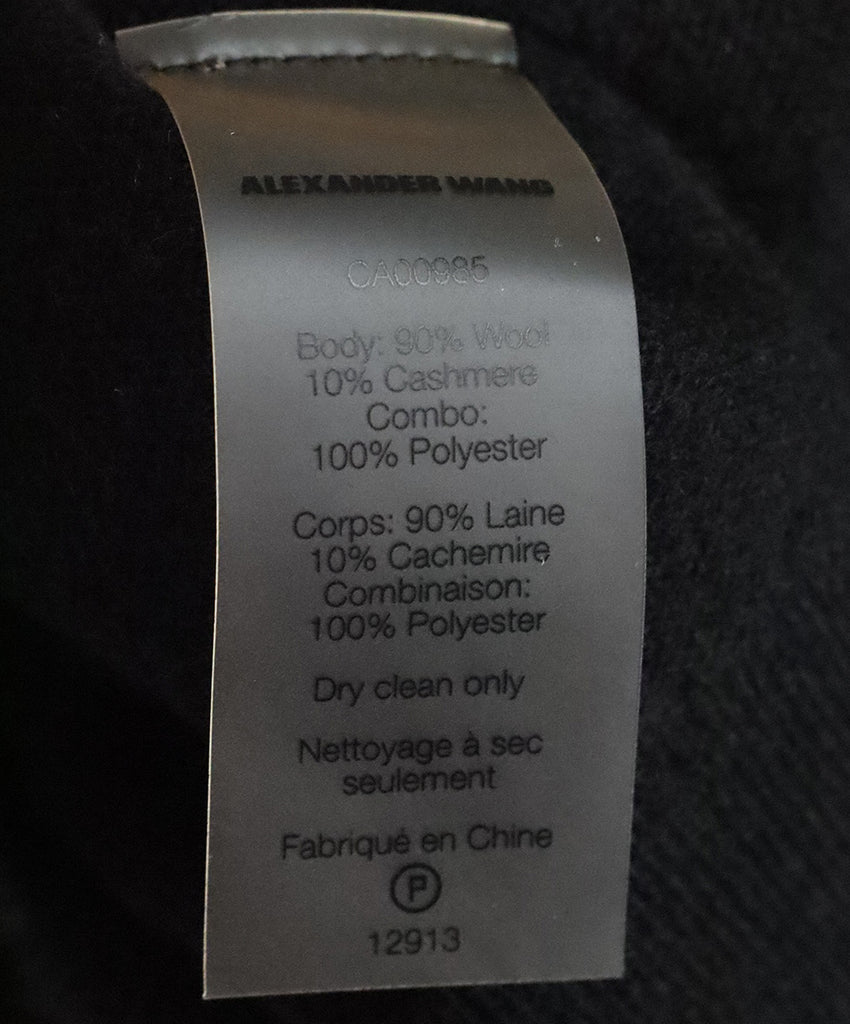 ALEXANDER WANG
CA00985
Body: 90% Wool
10% Cashmere
Combo:
100% Polyester
Corps: 90% Laine
10% Cachemire
Combinaison:
100% Polyester
Dry clean only
Nettoyage à sec
seulement
Fabriqué en Chine
P
12913